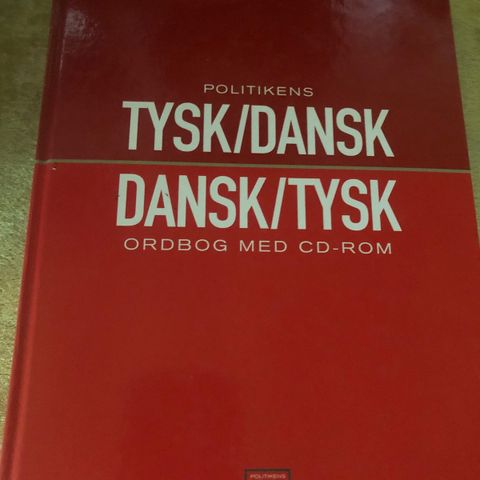 POLITIKENS
TYSK/DANSK
DANSK/TYSK
ORDBOG MED CD-ROM
POLITIKENS